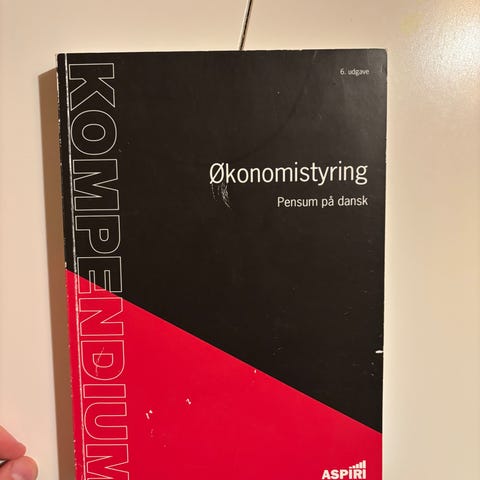 6. udgave
KOMPENDIUM
Økonomistyring
Pensum på dansk
ASPIRI